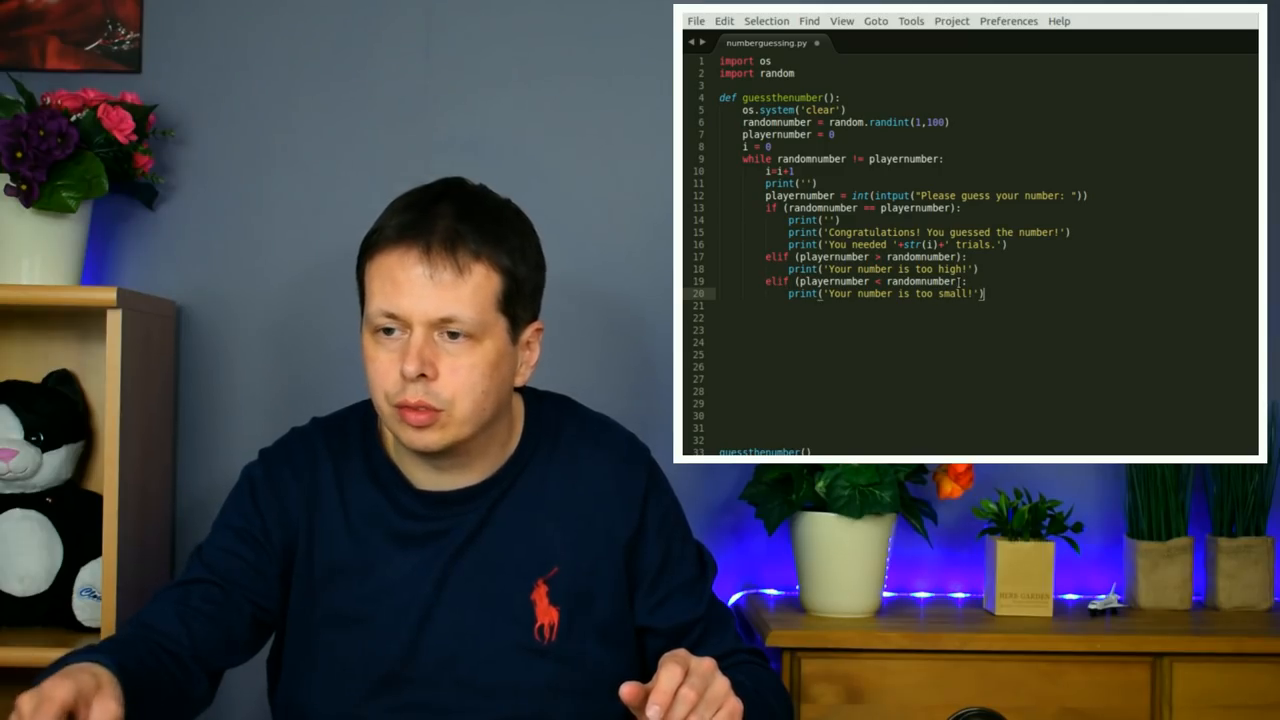 File Edit Selection Find View Goto Tools Project Preferences Help
numberguessing.py
1 import os
2 import random
3
4 def guessthenumber():
5 os.system('clear')
6 randomnumber = random.randint(1,100)
7 playernumber = 0
8 i = 0
9 while randomnumber != playernumber:
10 i=i+1
11 print('')
12 playernumber = int(intput("Please guess your number: "))
13 if (randomnumber == playernumber):
14 print('')
15 print('Congratulations! You guessed the number!')
16 print('You needed '+str(i)+' trials.')
17 elif (playernumber > randomnumber):
18 print('Your number is too high!')
19 elif (playernumber < randomnumber):
20 print('Your number is too small!')
21
22
23
24
25
26
27
28
29
30
31
32
33 guessthenumber()
HERB GARDEN